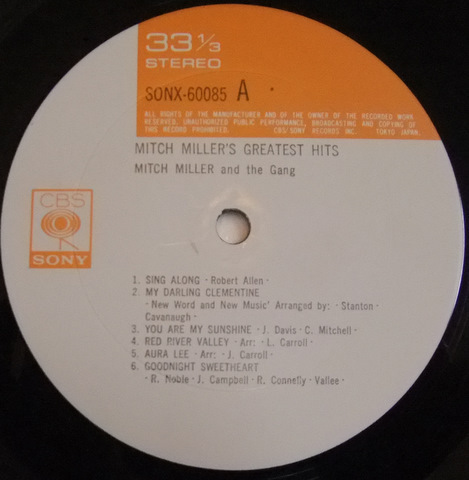 33 1/3
STEREO
SONX-60085 A
ALL RIGHTS OF THE MANUFACTURER AND OF THE OWNER OF THE RECORDED WORK
RESERVED. UNAUTHORIZED PUBLIC PERFORMANCE, BROADCASTING AND COPYING OF
THIS RECORD PROHIBITED. CBS/SONY RECORDS INC. TOKYO JAPAN.
MITCH MILLER'S GREATEST HITS
MITCH MILLER and the Gang
CBS
SONY
1. SING ALONG · Robert Allen ·
2. MY DARLING CLEMENTINE
· New Word and New Music' Arranged by: · Stanton ·
Cavanaugh ·
3. YOU ARE MY SUNSHINE · J. Davis · C. Mitchell ·
4. RED RIVER VALLEY · Arr: · L. Carroll ·
5. AURA LEE · Arr: · J. Carroll ·
6. GOODNIGHT SWEETHEART
· R. Noble · J. Campbell · R. Connelly · Vallee ·